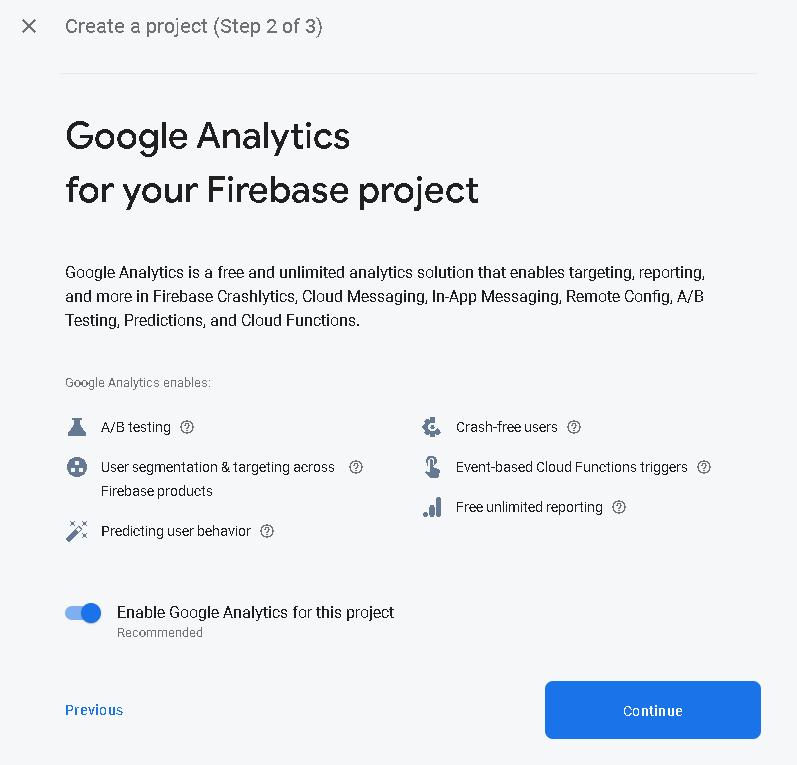 Create a project (Step 2 of 3)
Google Analytics
for your Firebase project
Google Analytics is a free and unlimited analytics solution that enables targeting, reporting,
and more in Firebase Crashlytics, Cloud Messaging, In-App Messaging, Remote Config, A/B
Testing, Predictions, and Cloud Functions.
Google Analytics enables:
A/B testing
User segmentation & targeting across
Firebase products
Predicting user behavior
Crash-free users
Event-based Cloud Functions triggers
Free unlimited reporting
Enable Google Analytics for this project
Recommended
Previous
Continue